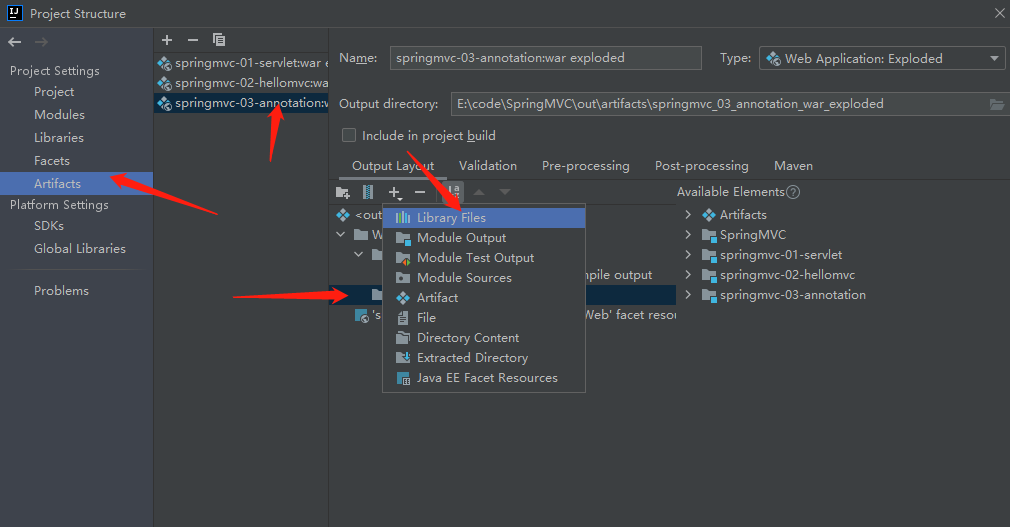 Project Structure
Project Settings
Project
Modules
Libraries
Facets
Artifacts
Platform Settings
SDKs
Global Libraries
Problems
springmvc-01-servlet:war e
springmvc-02-hellomvc:wa
springmvc-03-annotation:w
Name: springmvc-03-annotation:war exploded Type: Web Application: Exploded
Output directory: E:\code\SpringMVC\out\artifacts\springmvc_03_annotation_war_exploded
Include in project build
Output Layout Validation Pre-processing Post-processing Maven
<out
W
's
Library Files
Module Output
Module Test Output
Module Sources
Artifact
File
Directory Content
Extracted Directory
Java EE Facet Resources
mpile output
Web' facet resou
Available Elements
Artifacts
SpringMVC
springmvc-01-servlet
springmvc-02-hellomvc
springmvc-03-annotation